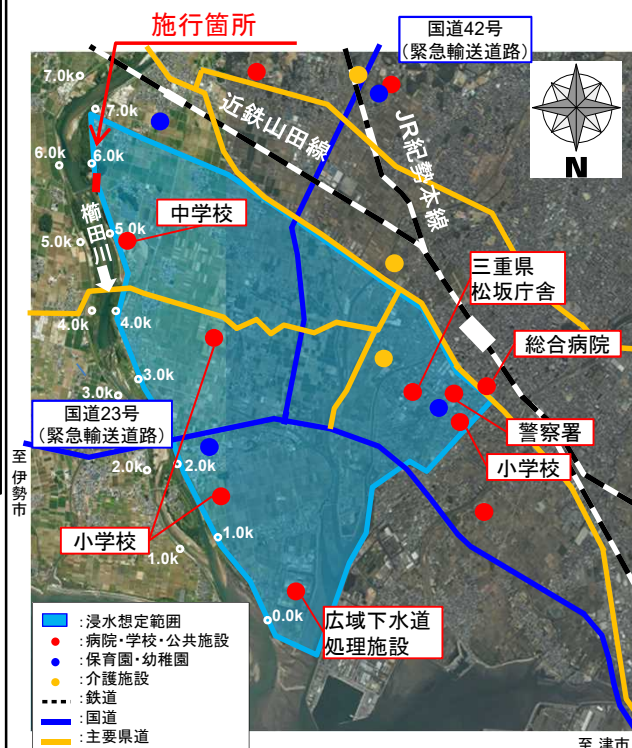 施行箇所
国道42号
（緊急輸送道路）
7.0k
7.0k
近鉄山田線
JR紀勢本線
N
6.0k
6.0k
櫛田川
中学校
5.0k
5.0k
三重県
松坂庁舎
4.0k
4.0k
総合病院
3.0k
3.0k
国道23号
（緊急輸送道路）
警察署
小学校
至 伊勢市
2.0k
2.0k
小学校
1.0k
1.0k
0.0k
広域下水道
処理施設
：浸水想定範囲
：病院・学校・公共施設
：保育園・幼稚園
：介護施設
：鉄道
：国道
：主要県道
至 津市